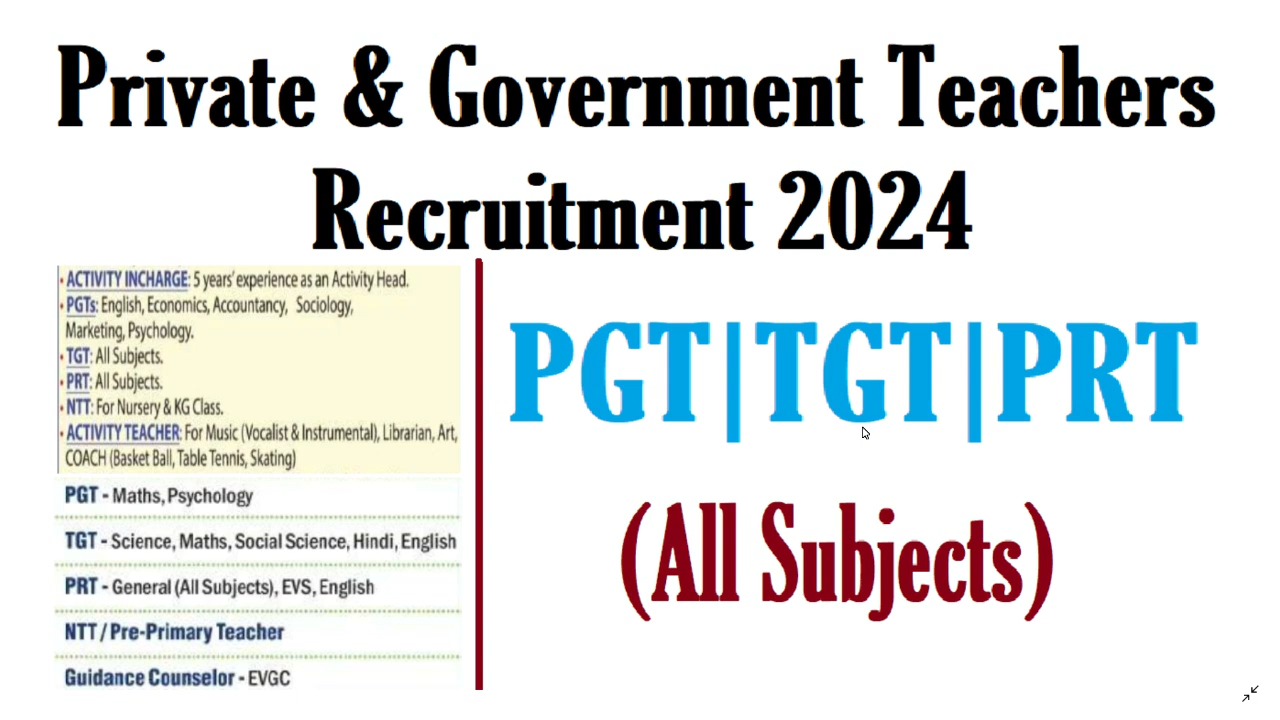 Private & Government Teachers
Recruitment 2024
• ACTIVITY INCHARGE: 5 years' experience as an Activity Head.
• PGTs: English, Economics, Accountancy, Sociology,
Marketing, Psychology.
• TGT: All Subjects.
• PRT: All Subjects.
• NTT: For Nursery & KG Class.
• ACTIVITY TEACHER: For Music (Vocalist & Instrumental), Librarian, Art,
COACH (Basket Ball, Table Tennis, Skating)
PGT - Maths, Psychology
TGT - Science, Maths, Social Science, Hindi, English
PRT - General (All Subjects), EVS, English
NTT / Pre-Primary Teacher
Guidance Counselor - EVGC
PGT|TGT|PRT
(All Subjects)